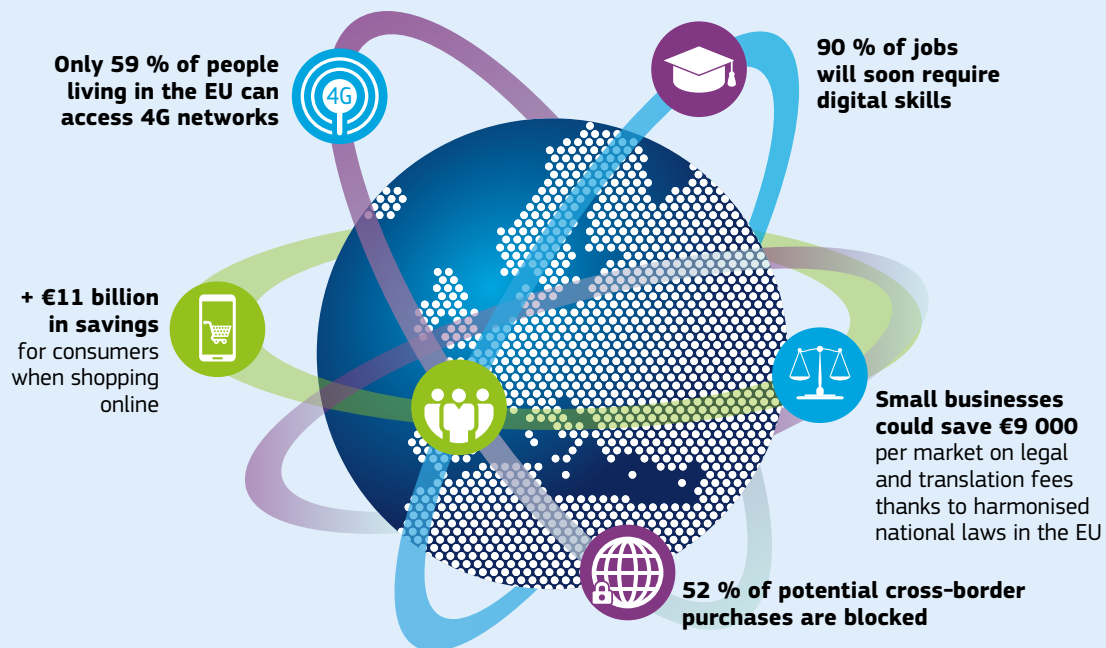 Only 59 % of people
living in the EU can
access 4G networks
4G
90 % of jobs
will soon require
digital skills
+ €11 billion
in savings
for consumers
when shopping
online
Small businesses
could save €9 000
per market on legal
and translation fees
thanks to harmonised
national laws in the EU
52 % of potential cross-border
purchases are blocked